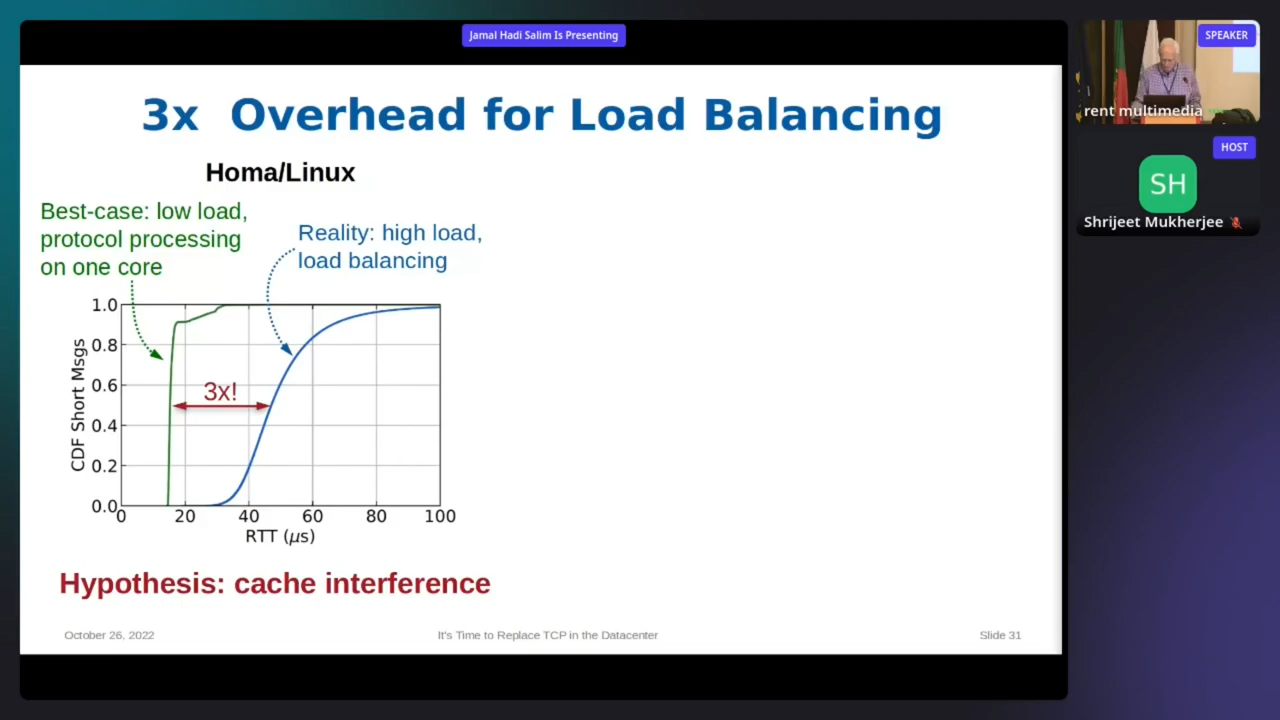 Jamal Hadi Salim Is Presenting
3x Overhead for Load Balancing
Homa/Linux
Best-case: low load,
protocol processing
on one core
Reality: high load,
load balancing
1.0
0.8
0.6
0.4
0.2
0.0
CDF Short Msgs
3x!
0 20 40 60 80 100
RTT (μs)
Hypothesis: cache interference
October 26, 2022
It's Time to Replace TCP in the Datacenter
Slide 31
SPEAKER
rent multimedia
HOST
SH
Shrijeet Mukherjee